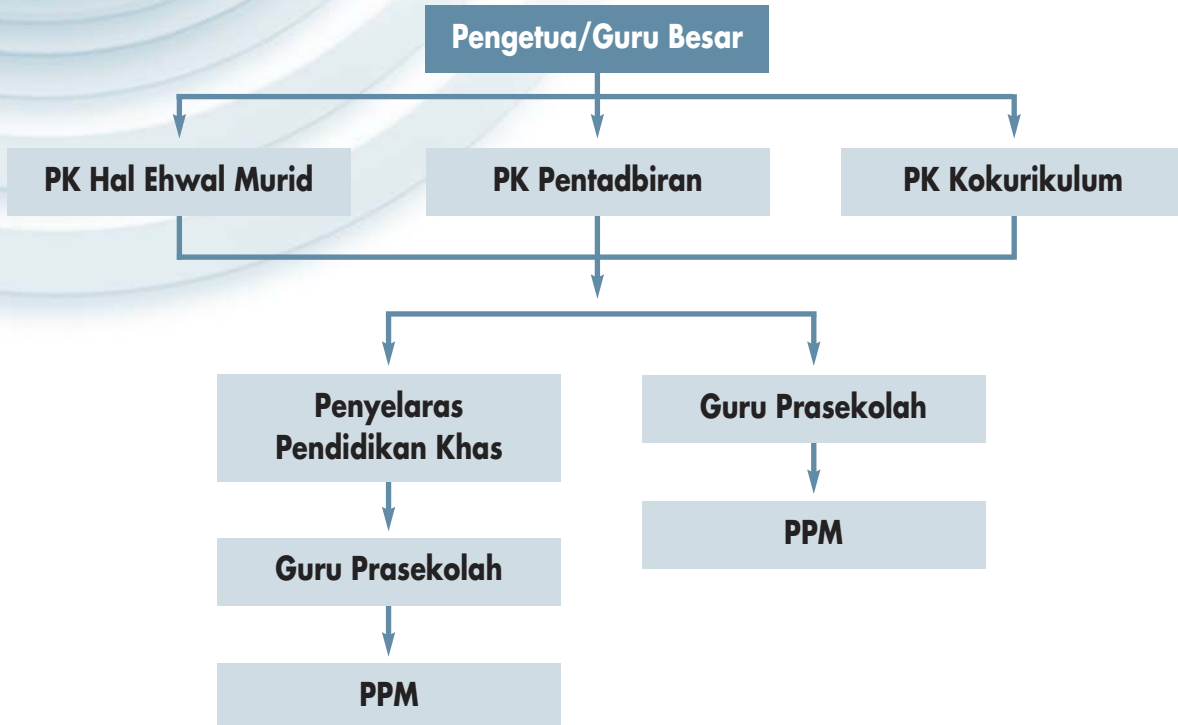 Pengetua/Guru Besar
PK Hal Ehwal Murid
PK Pentadbiran
PK Kokurikulum
Penyelaras
Pendidikan Khas
Guru Prasekolah
PPM
Guru Prasekolah
PPM